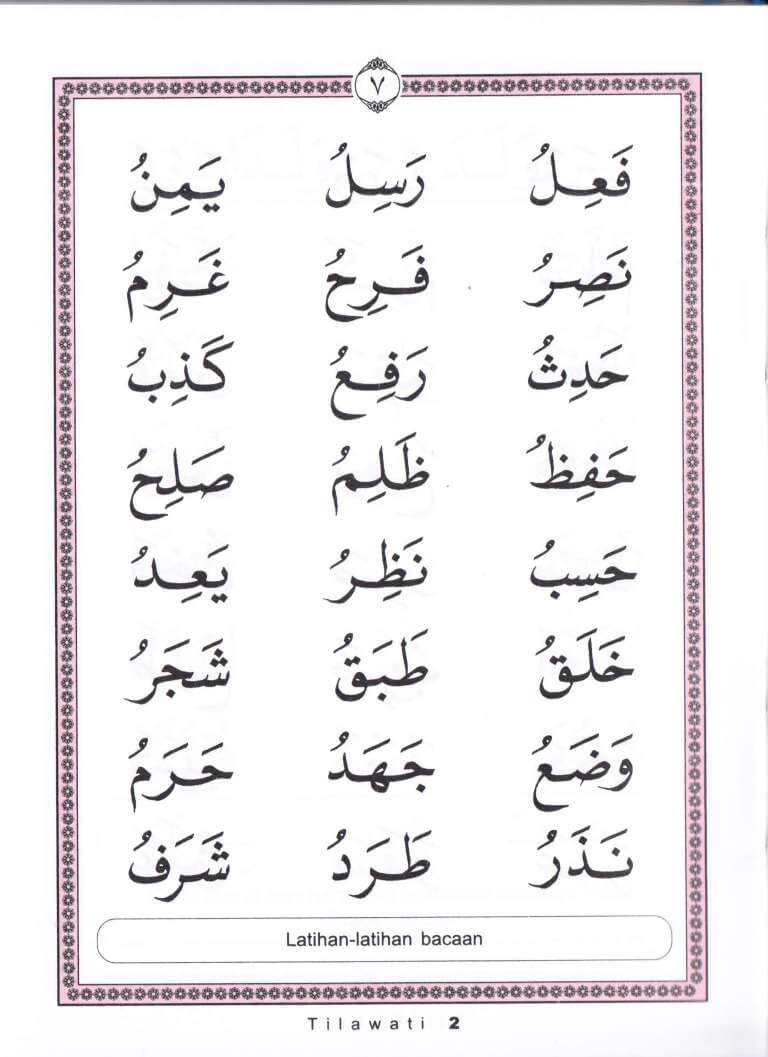 ٧
فَعِلُ رَسِلُ يَمِنُ
نَصِرُ فَرِحُ غَرِمُ
حَدِثُ رَفِعُ كَذِبُ
حَفِظُ ظَلِمُ صَلِحُ
حَسِبُ نَظِرُ يَعِدُ
خَلَقُ طَبَقُ شَجَرُ
وَضَعُ جَهَدُ حَرَمُ
نَذَرُ طَرَدُ شَرَفُ
Latihan-latihan bacaan
Tilawati 2